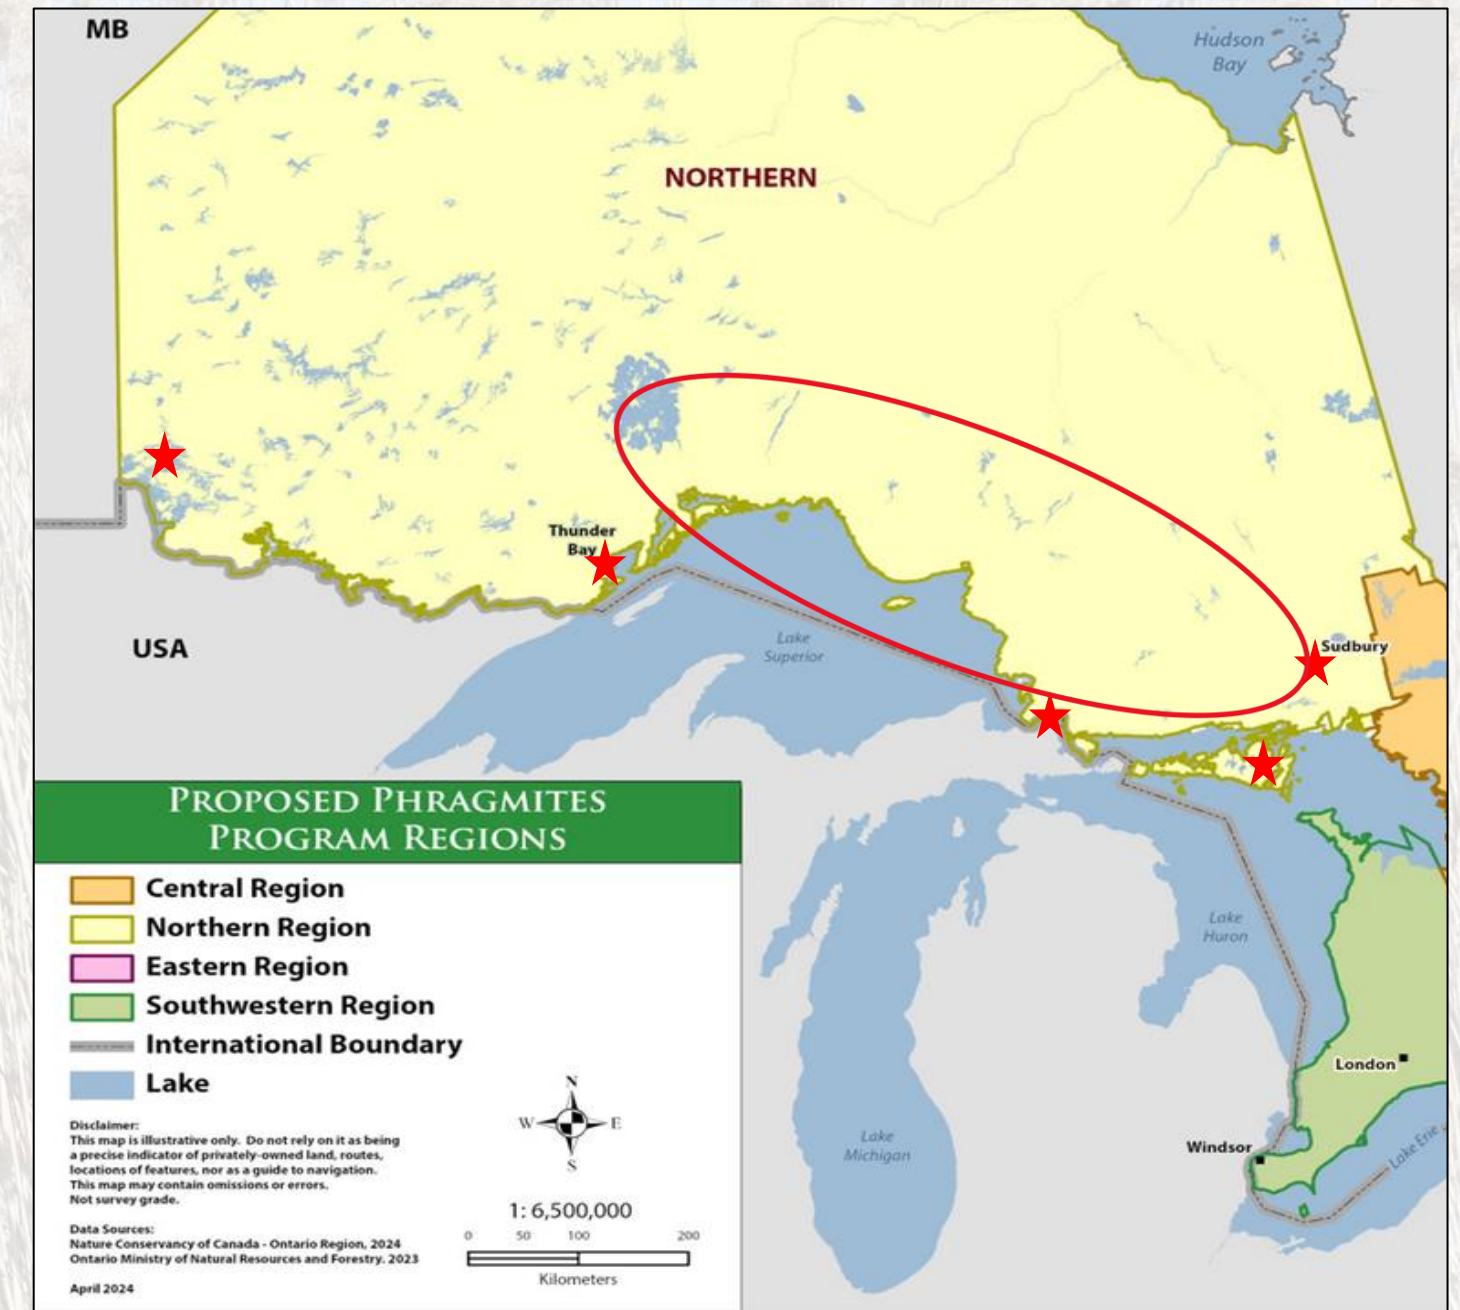 MB
Hudson
Bay
NORTHERN
Thunder
Bay
USA
Lake
Superior
Sudbury
PROPOSED PHRAGMITES
PROGRAM REGIONS
Central Region
Northern Region
Eastern Region
Southwestern Region
International Boundary
Lake
Disclaimer:
This map is illustrative only. Do not rely on it as being
a precise indicator of privately-owned land, routes,
locations of features, nor as a guide to navigation.
This map may contain omissions or errors.
Not survey grade.
Data Sources:
Nature Conservancy of Canada - Ontario Region, 2024
Ontario Ministry of Natural Resources and Forestry. 2023
April 2024
N
W
E
S
1: 6,500,000
0 50 100 200
Kilometers
Lake
Huron
Lake
Michigan
London
Windsor
Lake Erie